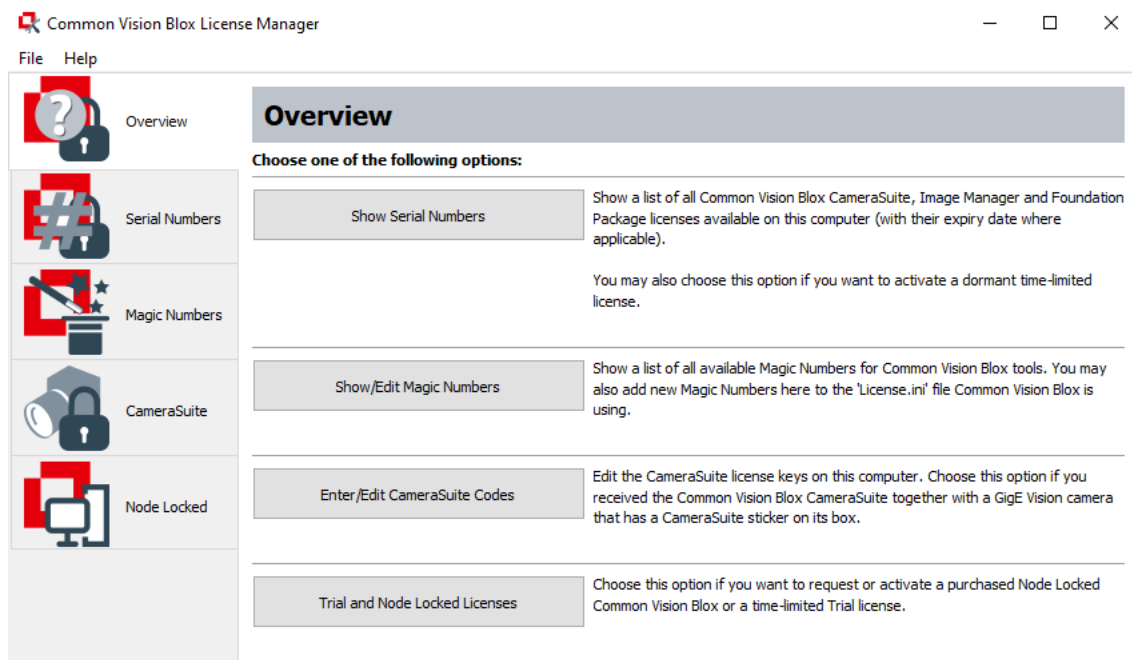 Common Vision Blox License Manager
File Help
Overview
Serial Numbers
Magic Numbers
CameraSuite
Node Locked
Overview
Choose one of the following options:
Show Serial Numbers
Show a list of all Common Vision Blox CameraSuite, Image Manager and Foundation
Package licenses available on this computer (with their expiry date where
applicable).
You may also choose this option if you want to activate a dormant time-limited
license.
Show/Edit Magic Numbers
Show a list of all available Magic Numbers for Common Vision Blox tools. You may
also add new Magic Numbers here to the 'License.ini' file Common Vision Blox is
using.
Enter/Edit CameraSuite Codes
Edit the CameraSuite license keys on this computer. Choose this option if you
received the Common Vision Blox CameraSuite together with a GigE Vision camera
that has a CameraSuite sticker on its box.
Trial and Node Locked Licenses
Choose this option if you want to request or activate a purchased Node Locked
Common Vision Blox or a time-limited Trial license.